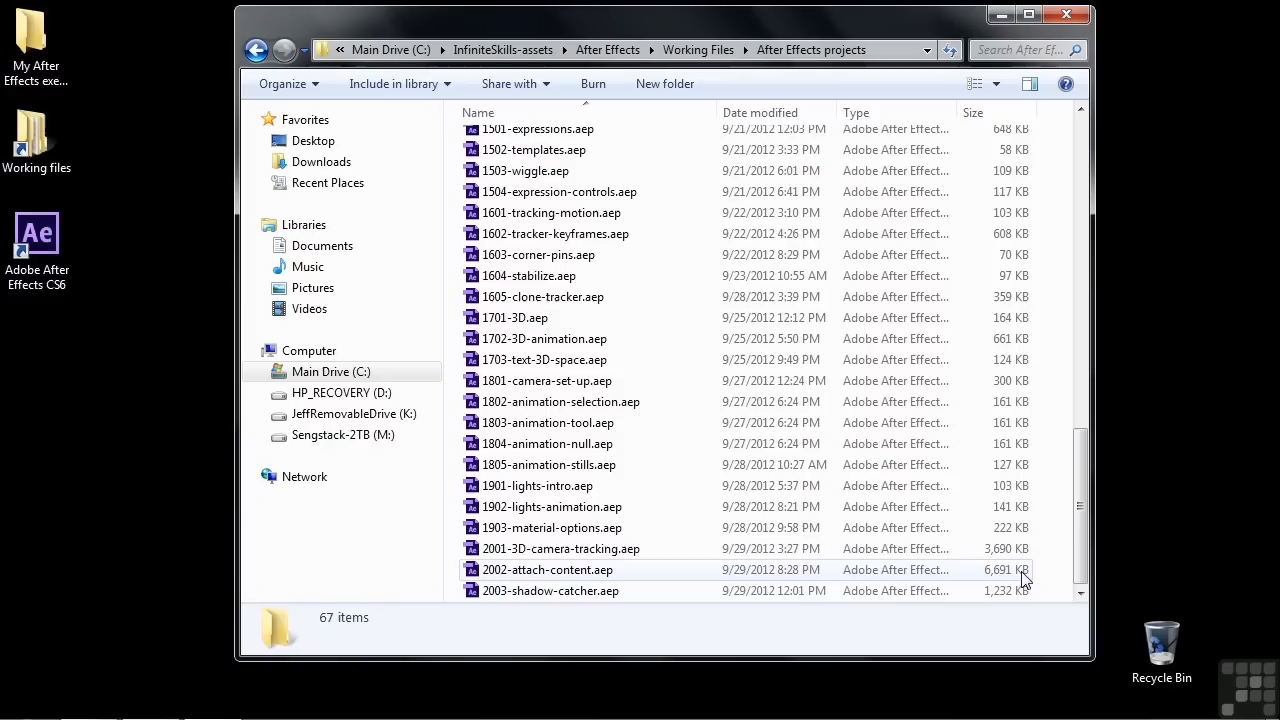 My After
Effects exe...
Working files
Ae
Adobe After
Effects CS6
« Main Drive (C:) InfiniteSkills-assets After Effects Working Files After Effects projects
Search After Ef...
Organize Include in library Share with Burn New folder
Favorites
Desktop
Downloads
Recent Places
Libraries
Documents
Music
Pictures
Videos
Computer
Main Drive (C:)
HP_RECOVERY (D:)
JeffRemovableDrive (K:)
Sengstack-2TB (M:)
Network
Name Date modified Type Size
1501-expressions.aep 9/21/2012 12:03 PM Adobe After Effect... 648 KB
1502-templates.aep 9/21/2012 3:33 PM Adobe After Effect... 58 KB
1503-wiggle.aep 9/21/2012 6:01 PM Adobe After Effect... 109 KB
1504-expression-controls.aep 9/21/2012 6:41 PM Adobe After Effect... 117 KB
1601-tracking-motion.aep 9/22/2012 3:10 PM Adobe After Effect... 103 KB
1602-tracker-keyframes.aep 9/22/2012 4:26 PM Adobe After Effect... 608 KB
1603-corner-pins.aep 9/22/2012 8:29 PM Adobe After Effect... 70 KB
1604-stabilize.aep 9/23/2012 10:55 AM Adobe After Effect... 97 KB
1605-clone-tracker.aep 9/28/2012 3:39 PM Adobe After Effect... 359 KB
1701-3D.aep 9/25/2012 12:12 PM Adobe After Effect... 164 KB
1702-3D-animation.aep 9/25/2012 5:50 PM Adobe After Effect... 661 KB
1703-text-3D-space.aep 9/25/2012 9:49 PM Adobe After Effect... 124 KB
1801-camera-set-up.aep 9/27/2012 12:24 PM Adobe After Effect... 300 KB
1802-animation-selection.aep 9/27/2012 6:24 PM Adobe After Effect... 161 KB
1803-animation-tool.aep 9/27/2012 6:24 PM Adobe After Effect... 161 KB
1804-animation-null.aep 9/27/2012 6:24 PM Adobe After Effect... 161 KB
1805-animation-stills.aep 9/28/2012 10:27 AM Adobe After Effect... 127 KB
1901-lights-intro.aep 9/28/2012 5:37 PM Adobe After Effect... 103 KB
1902-lights-animation.aep 9/28/2012 8:21 PM Adobe After Effect... 141 KB
1903-material-options.aep 9/28/2012 9:58 PM Adobe After Effect... 222 KB
2001-3D-camera-tracking.aep 9/29/2012 3:27 PM Adobe After Effect... 3,690 KB
2002-attach-content.aep 9/29/2012 8:28 PM Adobe After Effect... 6,691 KB
2003-shadow-catcher.aep 9/29/2012 12:01 PM Adobe After Effect... 1,232 KB
67 items
Recycle Bin